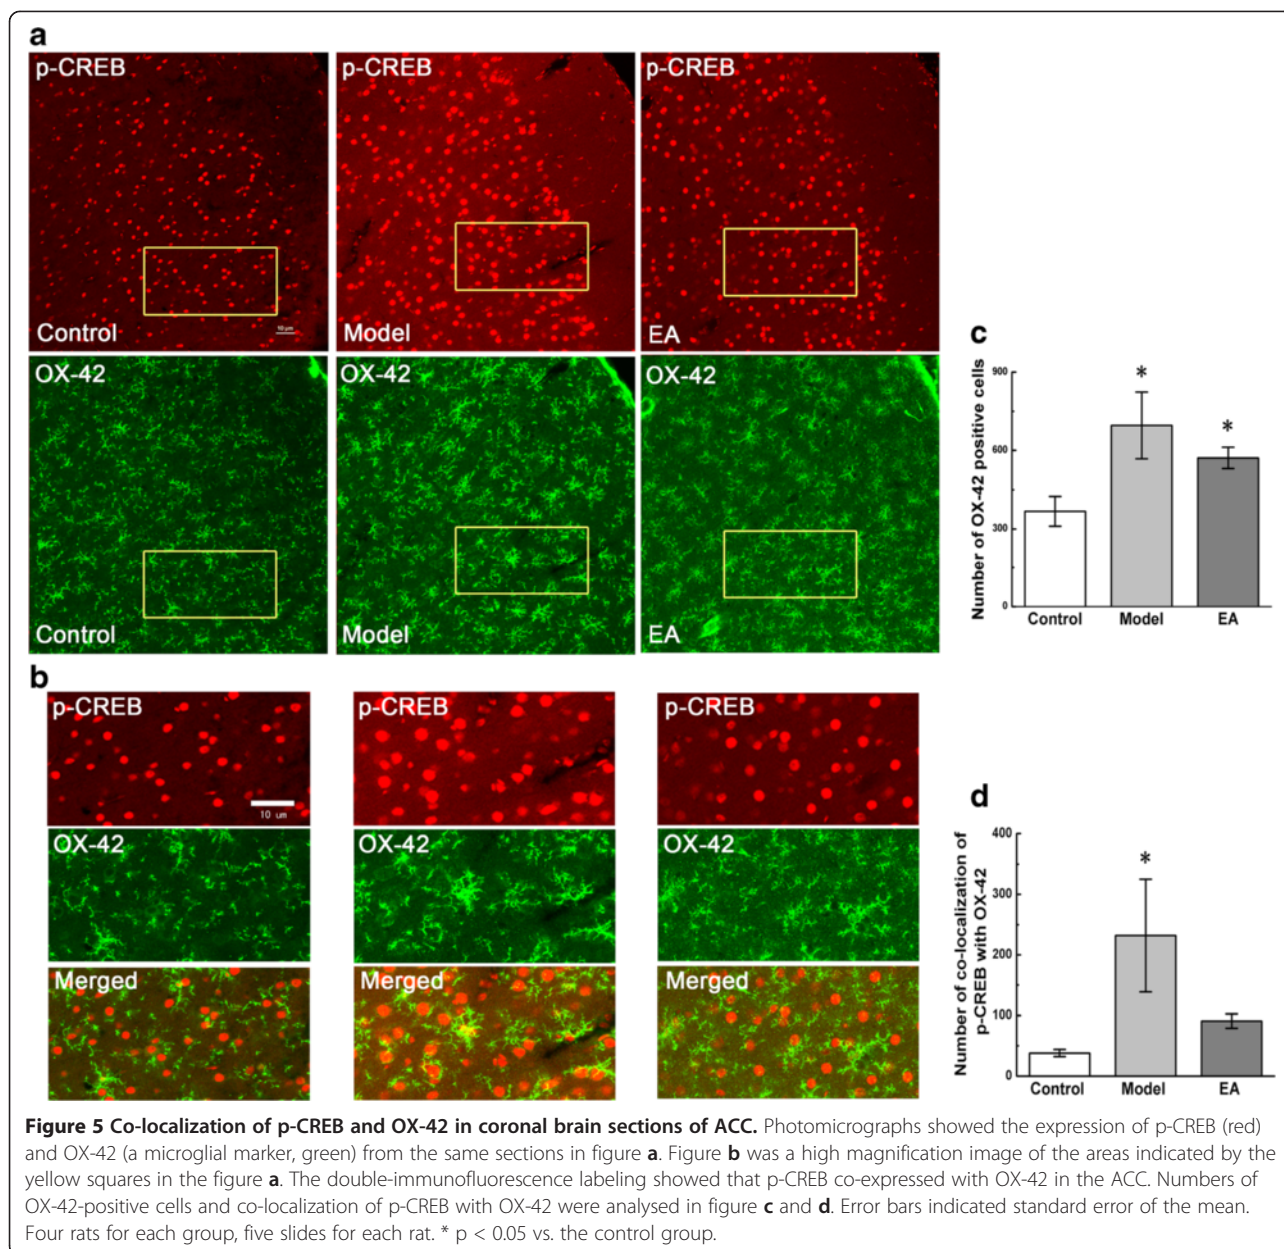 a
p-CREB
p-CREB
p-CREB
Control
10 µm
Model
EA
OX-42
OX-42
OX-42
Control
Model
EA
c
Number of OX-42 positive cells
900
600
300
0
*
*
Control
Model
EA
b
p-CREB
p-CREB
p-CREB
10 um
OX-42
OX-42
OX-42
Merged
Merged
Merged
d
Number of co-localization of
p-CREB with OX-42
400
300
200
100
0
*
Control
Model
EA
Figure 5 Co-localization of p-CREB and OX-42 in coronal brain sections of ACC. Photomicrographs showed the expression of p-CREB (red)
and OX-42 (a microglial marker, green) from the same sections in figure a. Figure b was a high magnification image of the areas indicated by the
yellow squares in the figure a. The double-immunofluorescence labeling showed that p-CREB co-expressed with OX-42 in the ACC. Numbers of
OX-42-positive cells and co-localization of p-CREB with OX-42 were analysed in figure c and d. Error bars indicated standard error of the mean.
Four rats for each group, five slides for each rat. * p < 0.05 vs. the control group.